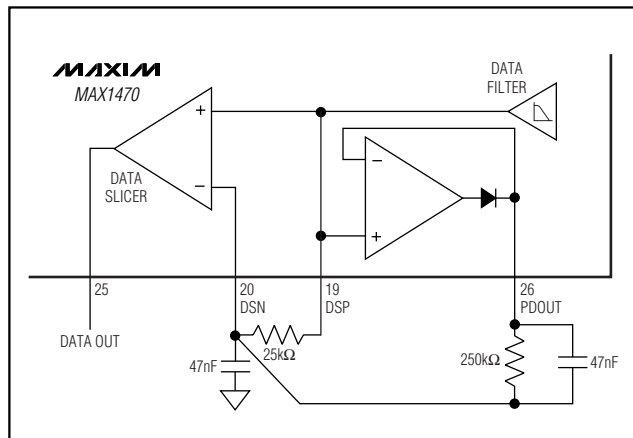 MAXIM
MAX1470
DATA
FILTER
+
−
DATA
SLICER
−
+
25
20
DSN
19
DSP
26
PDOUT
DATA OUT
25kΩ
47nF
250kΩ
47nF